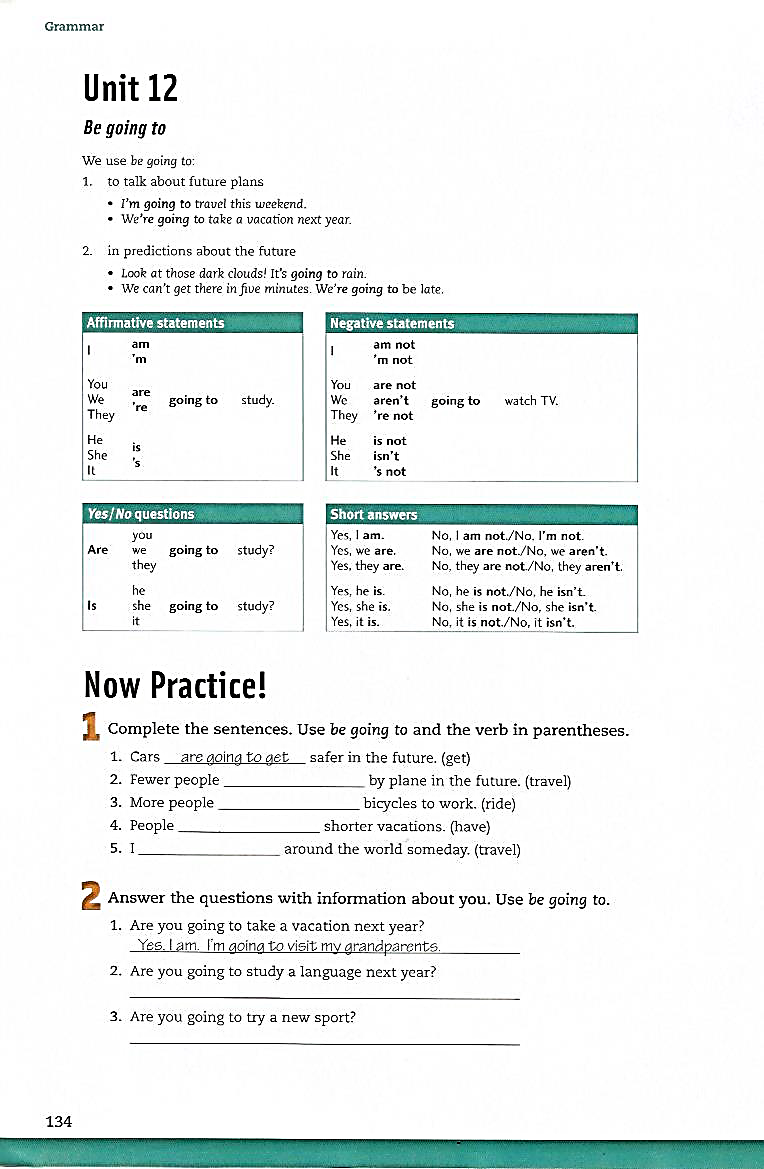 Grammar
Unit 12
Be going to
We use be going to:
1. to talk about future plans
• I'm going to travel this weekend.
• We're going to take a vacation next year.
2. in predictions about the future
• Look at those dark clouds! It's going to rain.
• We can't get there in five minutes. We're going to be late.
Affirmative statements
I am
'm
You
We are
They 're going to study.
He
She is
It 's
Negative statements
I am not
'm not
You are not
We aren't going to watch TV.
They 're not
He is not
She isn't
It 's not
Yes/No questions
you
Are we going to study?
they
he
Is she going to study?
it
Short answers
Yes, I am. No, I am not./No, I'm not.
Yes, we are. No, we are not./No, we aren't.
Yes, they are. No, they are not./No, they aren't.
Yes, he is. No, he is not./No, he isn't.
Yes, she is. No, she is not./No, she isn't.
Yes, it is. No, it is not./No, it isn't.
Now Practice!
1 Complete the sentences. Use be going to and the verb in parentheses.
1. Cars are going to get safer in the future. (get)
2. Fewer people ____ by plane in the future. (travel)
3. More people ____ bicycles to work. (ride)
4. People ____ shorter vacations. (have)
5. I ____ around the world someday. (travel)
2 Answer the questions with information about you. Use be going to.
1. Are you going to take a vacation next year?
Yes. I am. I'm going to visit my grandparents.
2. Are you going to study a language next year?
3. Are you going to try a new sport?
134